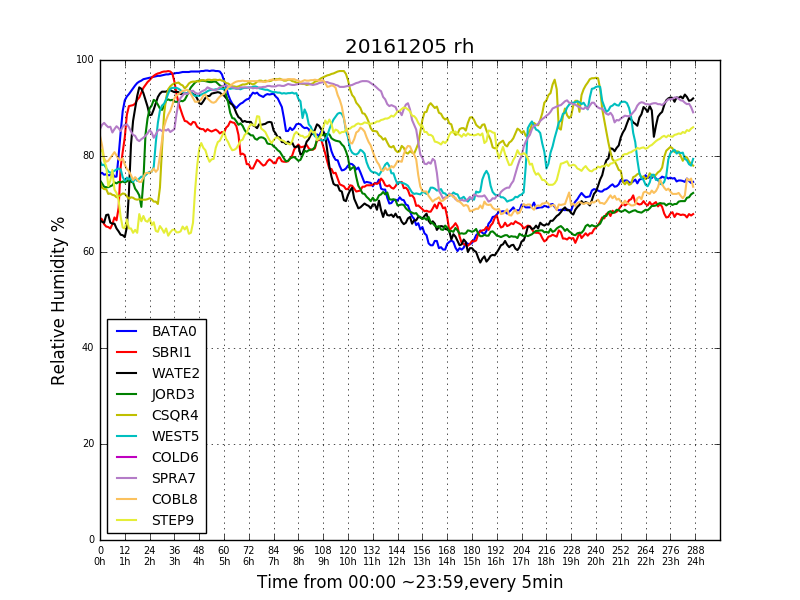 20161205 rh
Relative Humidity %
100
80
60
40
20
0
BATA0
SBRI1
WATE2
JORD3
CSQR4
WEST5
COLD6
SPRA7
COBL8
STEP9
0 12 24 36 48 60 72 84 96 108 120 132 144 156 168 180 192 204 216 228 240 252 264 276 288
0h 1h 2h 3h 4h 5h 6h 7h 8h 9h 10h 11h 12h 13h 14h 15h 16h 17h 18h 19h 20h 21h 22h 23h 24h
Time from 00:00 ~23:59,every 5min